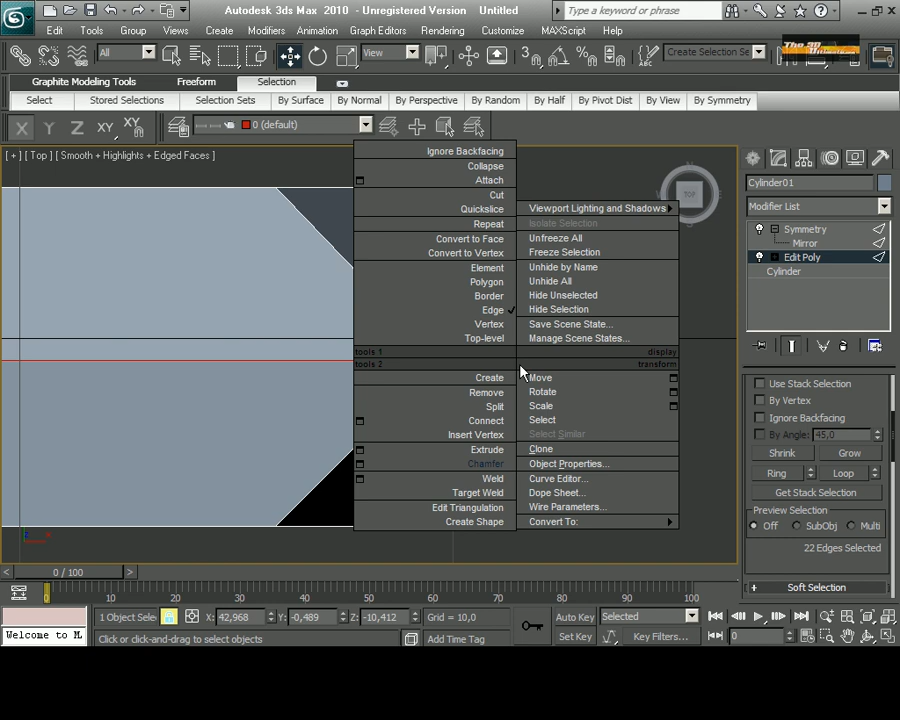 Autodesk 3ds Max 2010 - Unregistered Version Untitled
Type a keyword or phrase
Edit Tools Group Views Create Modifiers Animation Graph Editors Rendering Customize MAXScript Help
All View Create Selection Se
Graphite Modeling Tools Freeform Selection
Select Stored Selections Selection Sets By Surface By Normal By Perspective By Random By Half By Pivot Dist By View By Symmetry
X Y Z XY XY 0 (default)
[ + ] [ Top ] [ Smooth + Highlights + Edged Faces ]
TOP
Ignore Backfacing
Collapse
Attach
Cut
Quickslice
Repeat
Convert to Face
Convert to Vertex
Element
Polygon
Border
Edge
Vertex
Top-level
tools 1
tools 2
Create
Remove
Split
Connect
Insert Vertex
Extrude
Chamfer
Weld
Target Weld
Edit Triangulation
Create Shape
Viewport Lighting and Shadows
Isolate Selection
Unfreeze All
Freeze Selection
Unhide by Name
Unhide All
Hide Unselected
Hide Selection
Save Scene State...
Manage Scene States...
display
transform
Move
Rotate
Scale
Select
Select Similar
Clone
Object Properties...
Curve Editor...
Dope Sheet...
Wire Parameters...
Convert To:
Cylinder01
Modifier List
Symmetry
Mirror
Edit Poly
Cylinder
Use Stack Selection
By Vertex
Ignore Backfacing
By Angle: 45,0
Shrink Grow
Ring Loop
Get Stack Selection
Preview Selection
Off SubObj Multi
22 Edges Selected
+ Soft Selection
< 0 / 100 >
0 10 20 30 40 50 60 70 80 90 100
1 Object Sele X: 42,968 Y: -0,489 Z: -10,412 Grid = 10,0 Auto Key Selected
Welcome to M Click or click-and-drag to select objects Add Time Tag Set Key Key Filters... 0